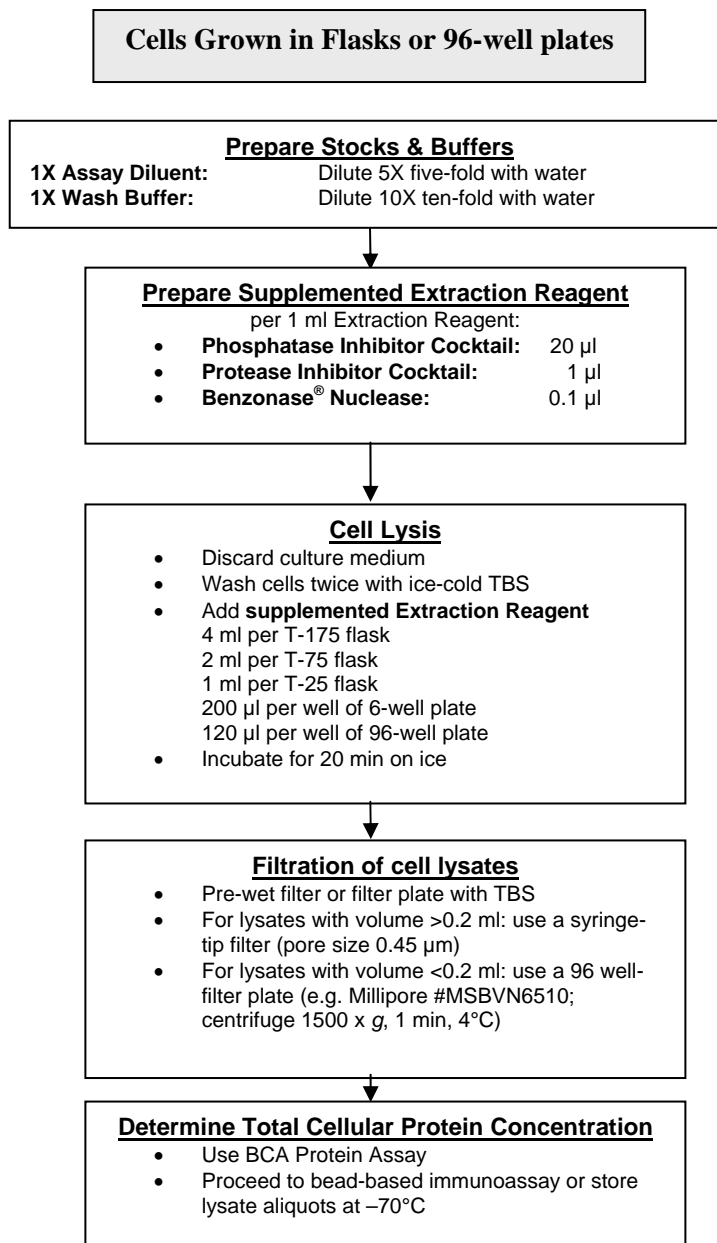 Cells Grown in Flasks or 96-well plates
Prepare Stocks & Buffers
1X Assay Diluent: Dilute 5X five-fold with water
1X Wash Buffer: Dilute 10X ten-fold with water
Prepare Supplemented Extraction Reagent
per 1 ml Extraction Reagent:
• Phosphatase Inhibitor Cocktail: 20 µl
• Protease Inhibitor Cocktail: 1 µl
• Benzonase® Nuclease: 0.1 µl
Cell Lysis
• Discard culture medium
• Wash cells twice with ice-cold TBS
• Add supplemented Extraction Reagent
4 ml per T-175 flask
2 ml per T-75 flask
1 ml per T-25 flask
200 µl per well of 6-well plate
120 µl per well of 96-well plate
• Incubate for 20 min on ice
Filtration of cell lysates
• Pre-wet filter or filter plate with TBS
• For lysates with volume >0.2 ml: use a syringe-
tip filter (pore size 0.45 µm)
• For lysates with volume <0.2 ml: use a 96 well-
filter plate (e.g. Millipore #MSBVN6510;
centrifuge 1500 x g, 1 min, 4°C)
Determine Total Cellular Protein Concentration
• Use BCA Protein Assay
• Proceed to bead-based immunoassay or store
lysate aliquots at –70°C